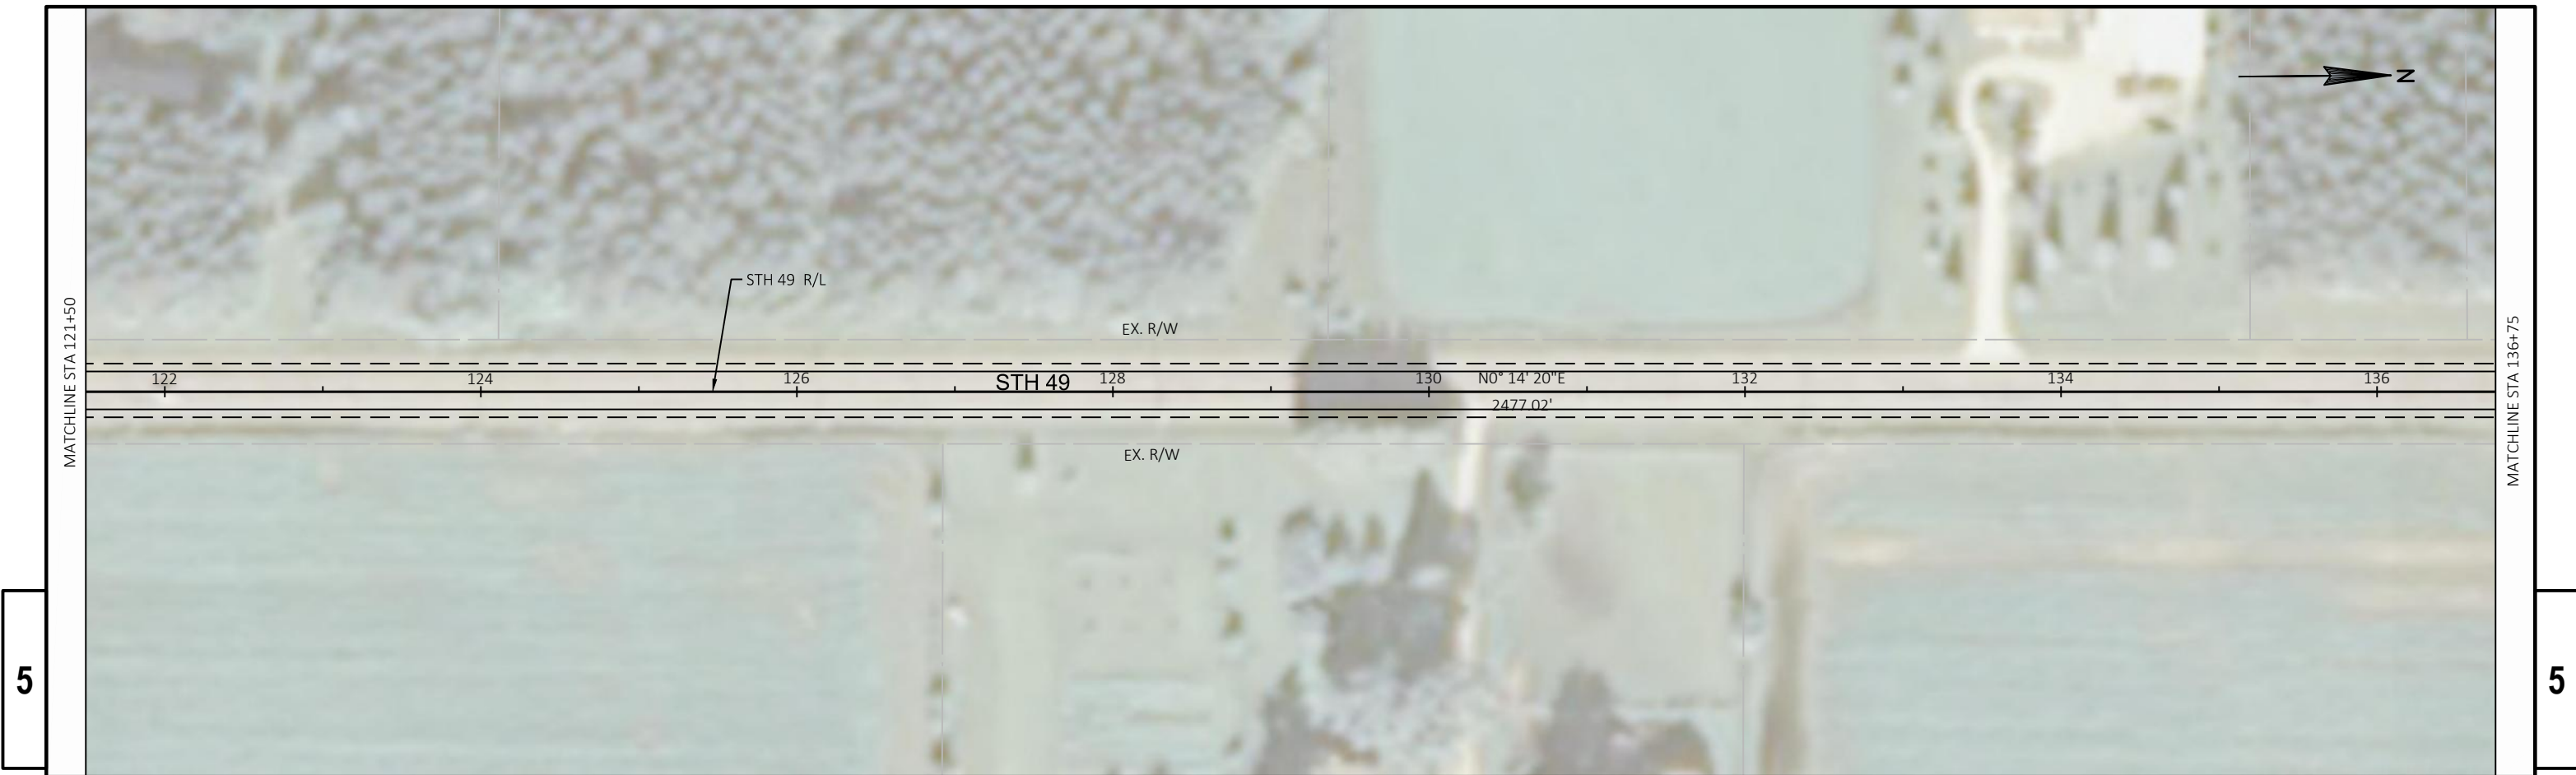 N
STH 49 R/L
MATCHLINE STA 121+50
MATCHLINE STA 136+75
EX. R/W
122 124 126 STH 49 128 130 N0° 14' 20"E 132 134 136
2477.02'
EX. R/W
5
5